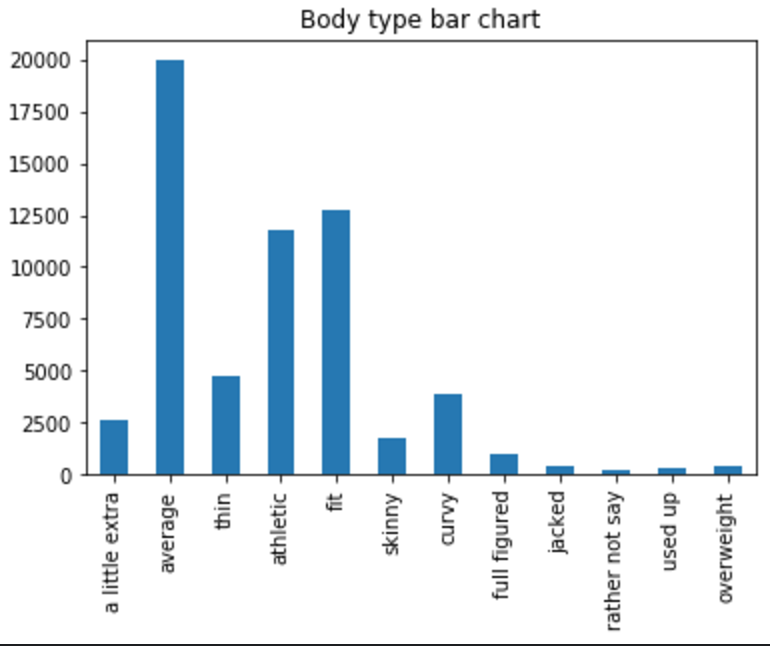 Body type bar chart
20000
17500
15000
12500
10000
7500
5000
2500
0
a little extra
average
thin
athletic
fit
skinny
curvy
full figured
jacked
rather not say
used up
overweight